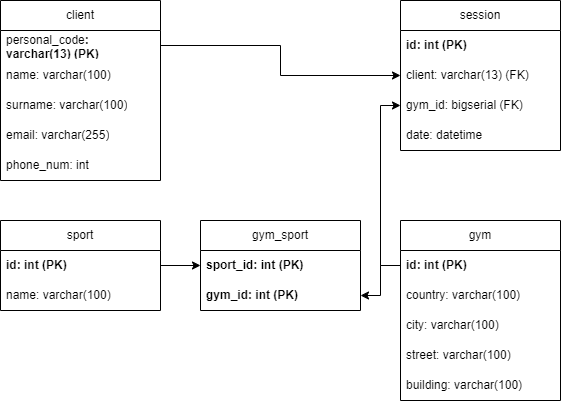 client
personal_code:
varchar(13) (PK)
name: varchar(100)
surname: varchar(100)
email: varchar(255)
phone_num: int
session
id: int (PK)
client: varchar(13) (FK)
gym_id: bigserial (FK)
date: datetime
sport
id: int (PK)
name: varchar(100)
gym_sport
sport_id: int (PK)
gym_id: int (PK)
gym
id: int (PK)
country: varchar(100)
city: varchar(100)
street: varchar(100)
building: varchar(100)